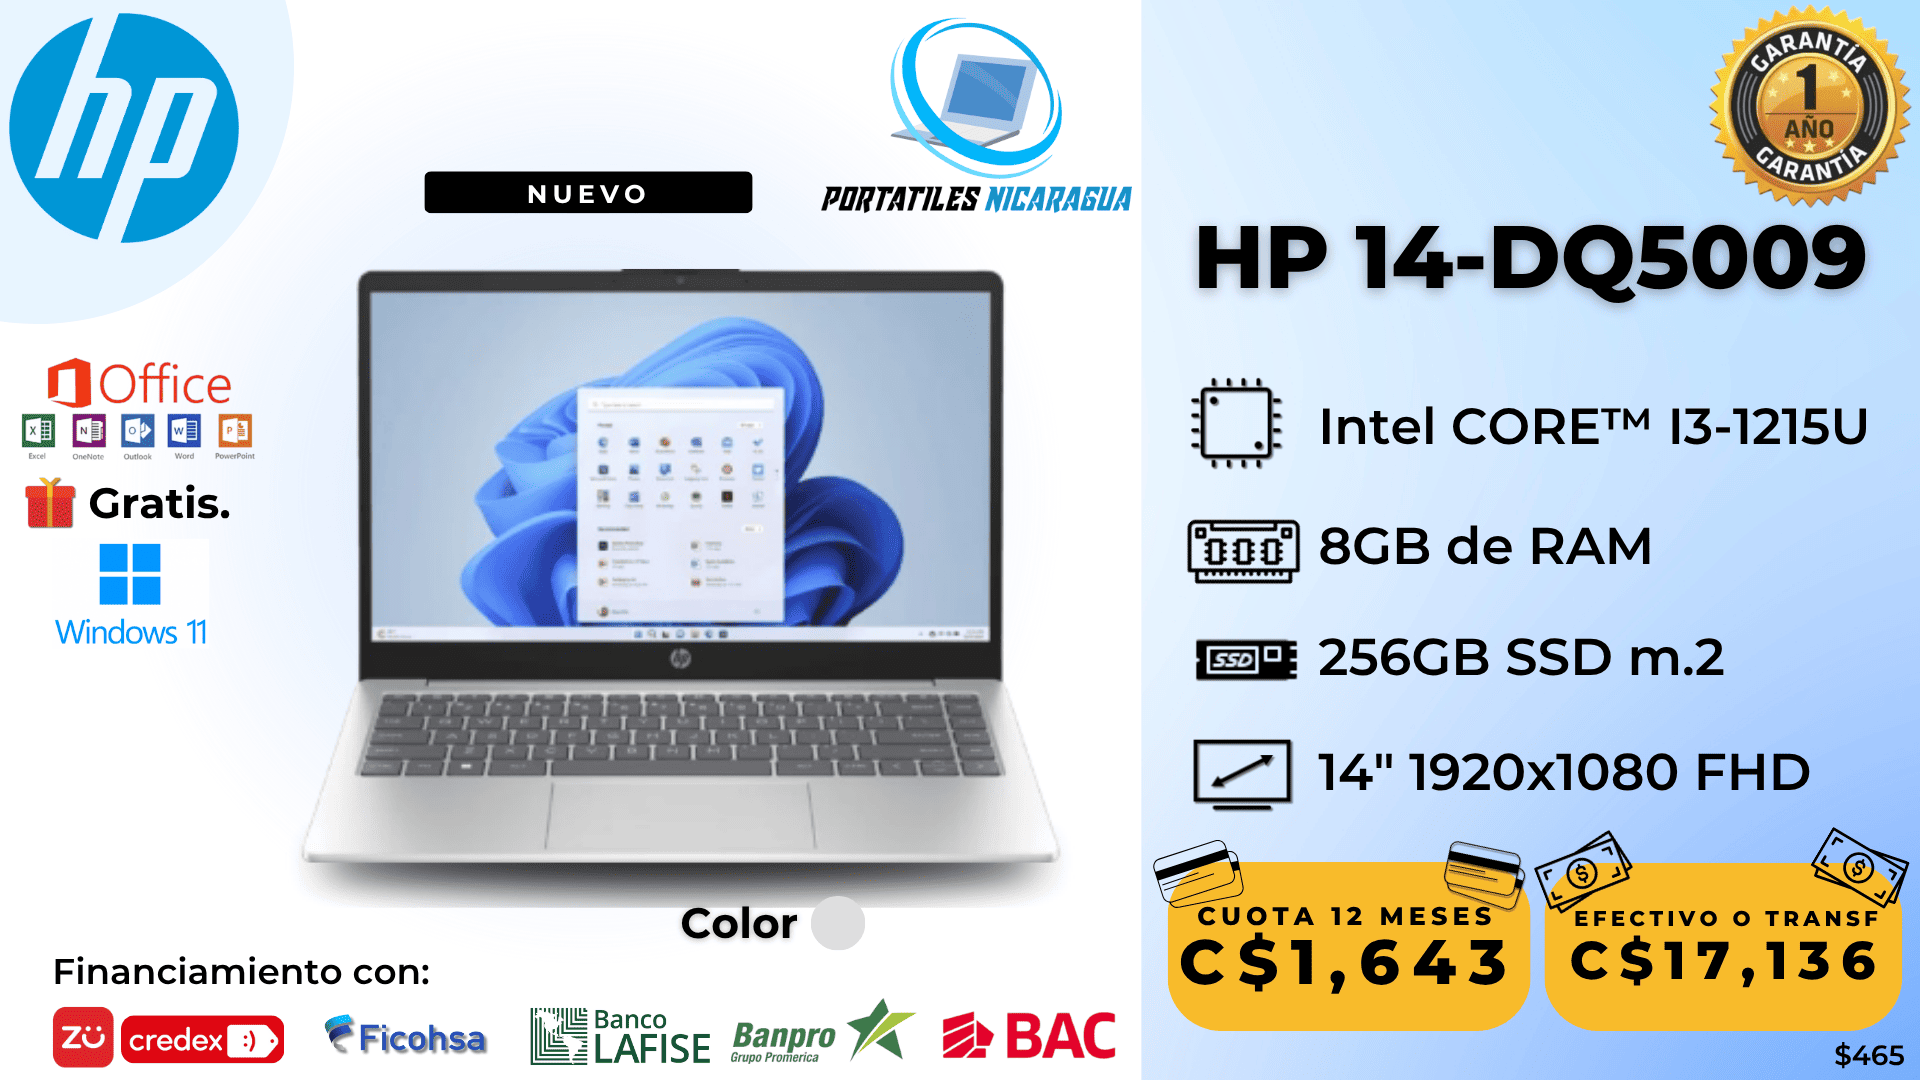 hp
NUEVO
PORTATILES NICARAGUA
GARANTÍA
1
AÑO
GARANTÍA
HP 14-DQ5009
Office
Excel
OneNote
Outlook
Word
PowerPoint
Gratis.
Windows 11
Intel CORE™ I3-1215U
8GB de RAM
SSD
256GB SSD m.2
14" 1920x1080 FHD
Color
CUOTA 12 MESES
C$1,643
EFECTIVO O TRANSF
C$17,136
$465
Financiamiento con:
ZU
credex
Ficohsa
Banco
LAFISE
Banpro
Grupo Promerica
BAC